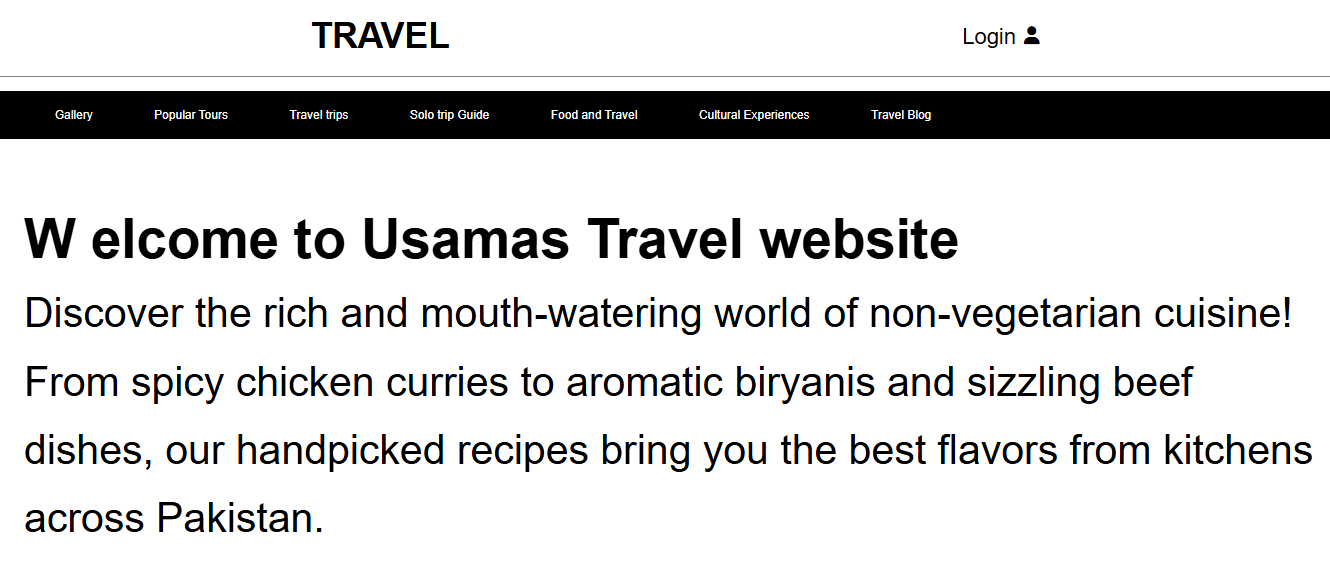 TRAVEL
Login
Gallery Popular Tours Travel trips Solo trip Guide Food and Travel Cultural Experiences Travel Blog
W elcome to Usamas Travel website
Discover the rich and mouth-watering world of non-vegetarian cuisine!
From spicy chicken curries to aromatic biryanis and sizzling beef
dishes, our handpicked recipes bring you the best flavors from kitchens
across Pakistan.